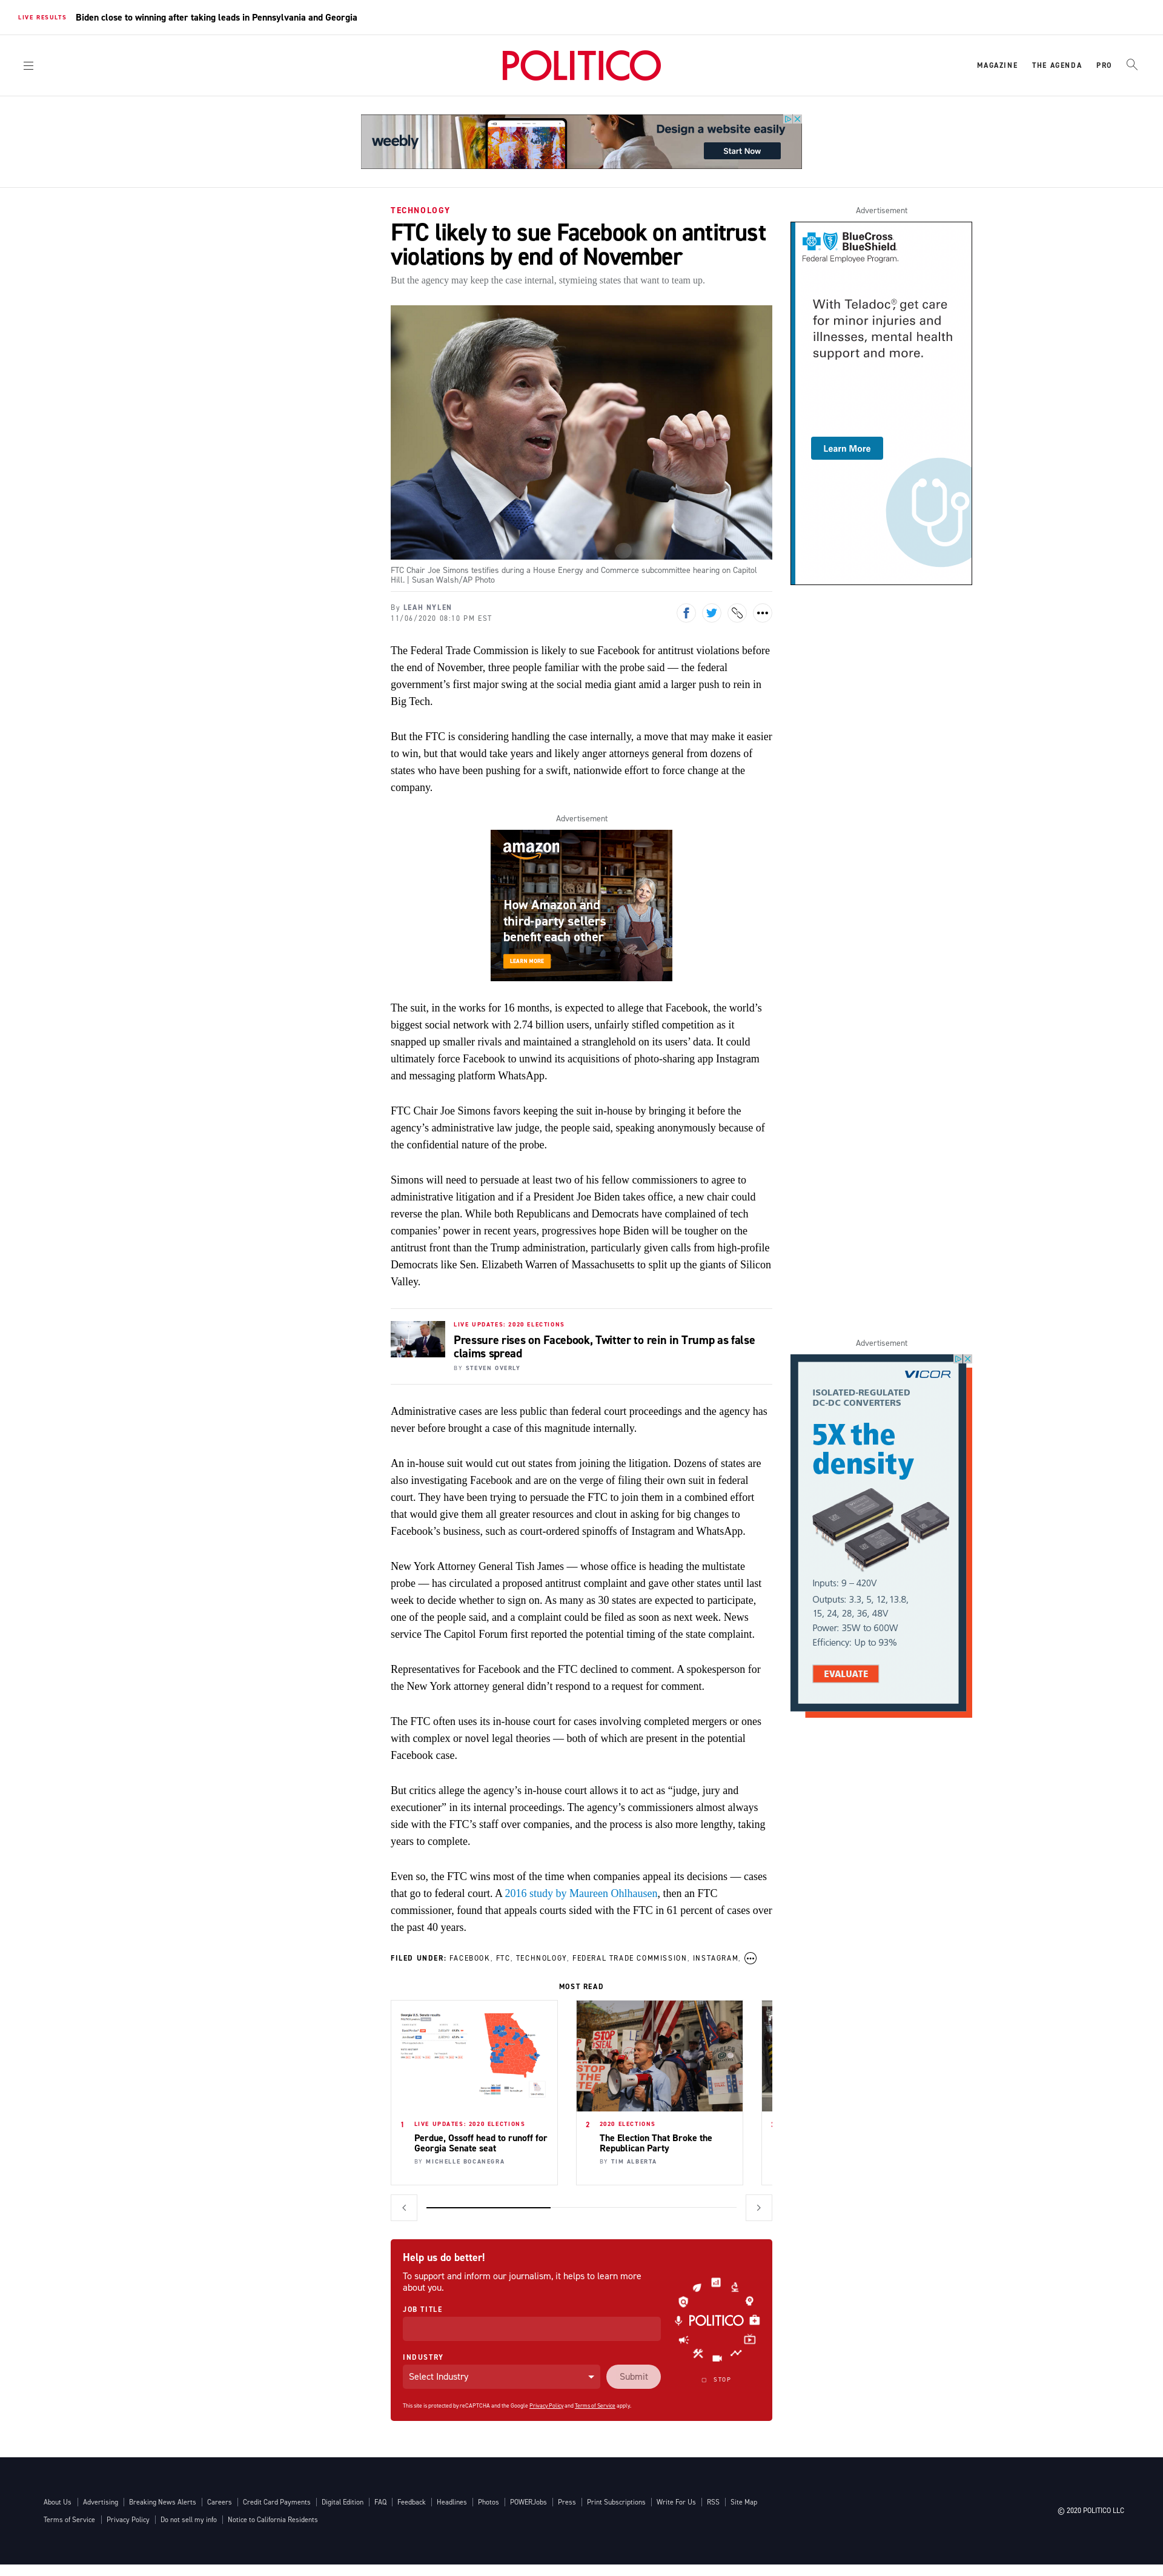 LIVE RESULTS Biden close to winning after taking leads in Pennsylvania and Georgia
POLITICO
MAGAZINE THE AGENDA PRO
weebly
Design a website easily
Start Now
TECHNOLOGY
FTC likely to sue Facebook on antitrust
violations by end of November
But the agency may keep the case internal, stymieing states that want to team up.
Advertisement
BlueCross
BlueShield
Federal Employee Program.
With Teladoc®, get care
for minor injuries and
illnesses, mental health
support and more.
Learn More
FTC Chair Joe Simons testifies during a House Energy and Commerce subcommittee hearing on Capitol
Hill. | Susan Walsh/AP Photo
By LEAH NYLEN
11/06/2020 08:10 PM EST
The Federal Trade Commission is likely to sue Facebook for antitrust violations before
the end of November, three people familiar with the probe said — the federal
government’s first major swing at the social media giant amid a larger push to rein in
Big Tech.
But the FTC is considering handling the case internally, a move that may make it easier
to win, but that would take years and likely anger attorneys general from dozens of
states who have been pushing for a swift, nationwide effort to force change at the
company.
Advertisement
amazon
How Amazon and
third-party sellers
benefit each other
LEARN MORE
The suit, in the works for 16 months, is expected to allege that Facebook, the world’s
biggest social network with 2.74 billion users, unfairly stifled competition as it
snapped up smaller rivals and maintained a stranglehold on its users’ data. It could
ultimately force Facebook to unwind its acquisitions of photo-sharing app Instagram
and messaging platform WhatsApp.
FTC Chair Joe Simons favors keeping the suit in-house by bringing it before the
agency’s administrative law judge, the people said, speaking anonymously because of
the confidential nature of the probe.
Simons will need to persuade at least two of his fellow commissioners to agree to
administrative litigation and if a President Joe Biden takes office, a new chair could
reverse the plan. While both Republicans and Democrats have complained of tech
companies’ power in recent years, progressives hope Biden will be tougher on the
antitrust front than the Trump administration, particularly given calls from high-profile
Democrats like Sen. Elizabeth Warren of Massachusetts to split up the giants of Silicon
Valley.
LIVE UPDATES: 2020 ELECTIONS
Pressure rises on Facebook, Twitter to rein in Trump as false
claims spread
BY STEVEN OVERLY
Advertisement
VICOR
ISOLATED-REGULATED
DC-DC CONVERTERS
5X the
density
Inputs: 9 – 420V
Outputs: 3.3, 5, 12, 13.8,
15, 24, 28, 36, 48V
Power: 35W to 600W
Efficiency: Up to 93%
EVALUATE
Administrative cases are less public than federal court proceedings and the agency has
never before brought a case of this magnitude internally.
An in-house suit would cut out states from joining the litigation. Dozens of states are
also investigating Facebook and are on the verge of filing their own suit in federal
court. They have been trying to persuade the FTC to join them in a combined effort
that would give them all greater resources and clout in asking for big changes to
Facebook’s business, such as court-ordered spinoffs of Instagram and WhatsApp.
New York Attorney General Tish James — whose office is heading the multistate
probe — has circulated a proposed antitrust complaint and gave other states until last
week to decide whether to sign on. As many as 30 states are expected to participate,
one of the people said, and a complaint could be filed as soon as next week. News
service The Capitol Forum first reported the potential timing of the state complaint.
Representatives for Facebook and the FTC declined to comment. A spokesperson for
the New York attorney general didn’t respond to a request for comment.
The FTC often uses its in-house court for cases involving completed mergers or ones
with complex or novel legal theories — both of which are present in the potential
Facebook case.
But critics allege the agency’s in-house court allows it to act as “judge, jury and
executioner” in its internal proceedings. The agency’s commissioners almost always
side with the FTC’s staff over companies, and the process is also more lengthy, taking
years to complete.
Even so, the FTC wins most of the time when companies appeal its decisions — cases
that go to federal court. A 2016 study by Maureen Ohlhausen, then an FTC
commissioner, found that appeals courts sided with the FTC in 61 percent of cases over
the past 40 years.
FILED UNDER: FACEBOOK, FTC, TECHNOLOGY, FEDERAL TRADE COMMISSION, INSTAGRAM,
MOST READ
1 LIVE UPDATES: 2020 ELECTIONS
Perdue, Ossoff head to runoff for
Georgia Senate seat
BY MICHELLE BOCANEGRA
2 2020 ELECTIONS
The Election That Broke the
Republican Party
BY TIM ALBERTA
Help us do better!
To support and inform our journalism, it helps to learn more
about you.
JOB TITLE
INDUSTRY
Select Industry
Submit
POLITICO
STOP
This site is protected by reCAPTCHA and the Google Privacy Policy and Terms of Service apply.
About Us | Advertising | Breaking News Alerts | Careers | Credit Card Payments | Digital Edition | FAQ | Feedback | Headlines | Photos | POWERJobs | Press | Print Subscriptions | Write For Us | RSS | Site Map
Terms of Service | Privacy Policy | Do not sell my info | Notice to California Residents
© 2020 POLITICO LLC